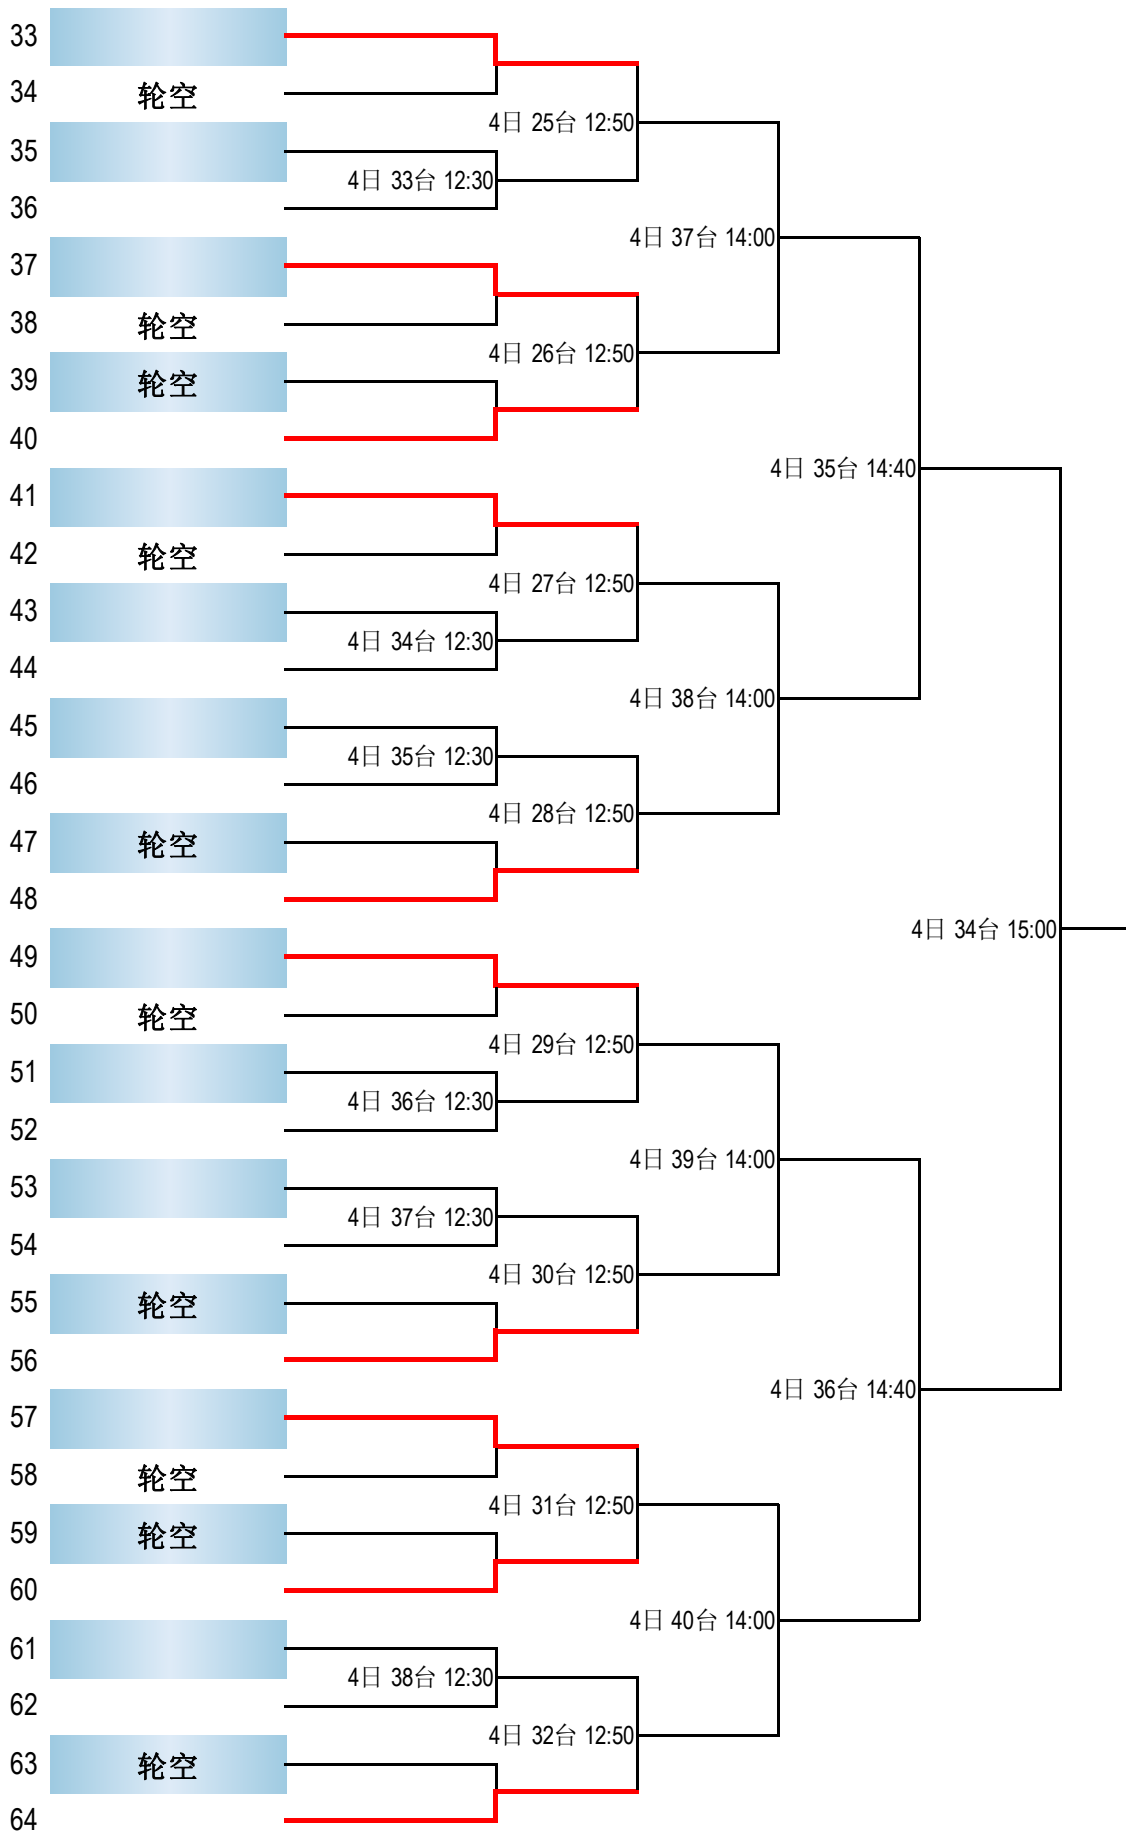 33
34 轮空
4日 25台 12:50
35
4日 33台 12:30
36
4日 37台 14:00
37
38 轮空
4日 26台 12:50
39 轮空
40
4日 35台 14:40
41
42 轮空
4日 27台 12:50
43
4日 34台 12:30
44
4日 38台 14:00
45
4日 35台 12:30
46
4日 28台 12:50
47 轮空
48
4日 34台 15:00
49
50 轮空
4日 29台 12:50
51
4日 36台 12:30
52
4日 39台 14:00
53
4日 37台 12:30
54
4日 30台 12:50
55 轮空
56
4日 36台 14:40
57
58 轮空
4日 31台 12:50
59 轮空
60
4日 40台 14:00
61
4日 38台 12:30
62
4日 32台 12:50
63 轮空
64